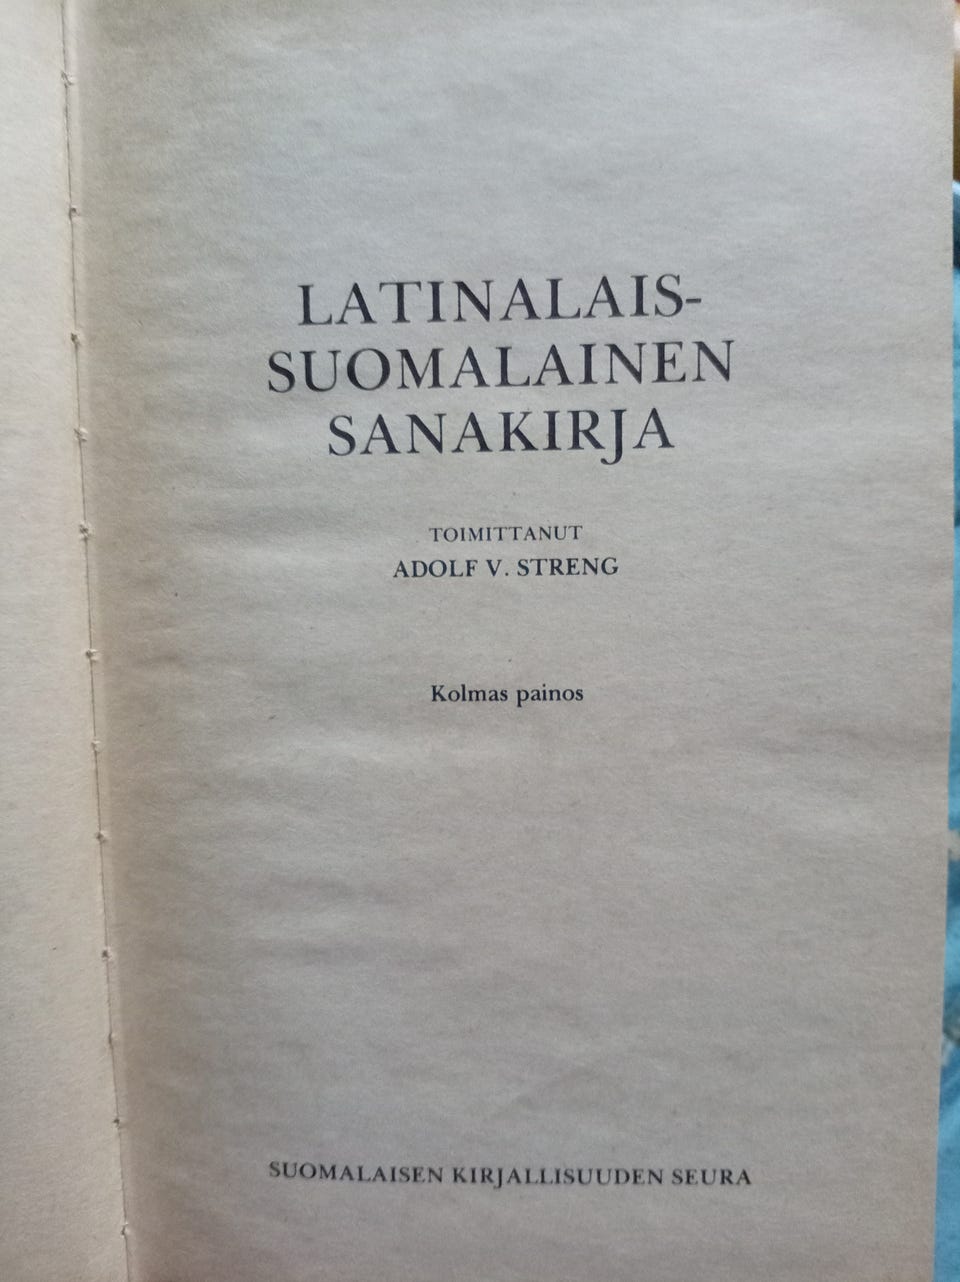 LATINALAIS-
SUOMALAINEN
SANAKIRJA
TOIMITTANUT
ADOLF V. STRENG
Kolmas painos
SUOMALAISEN KIRJALLISUUDEN SEURA